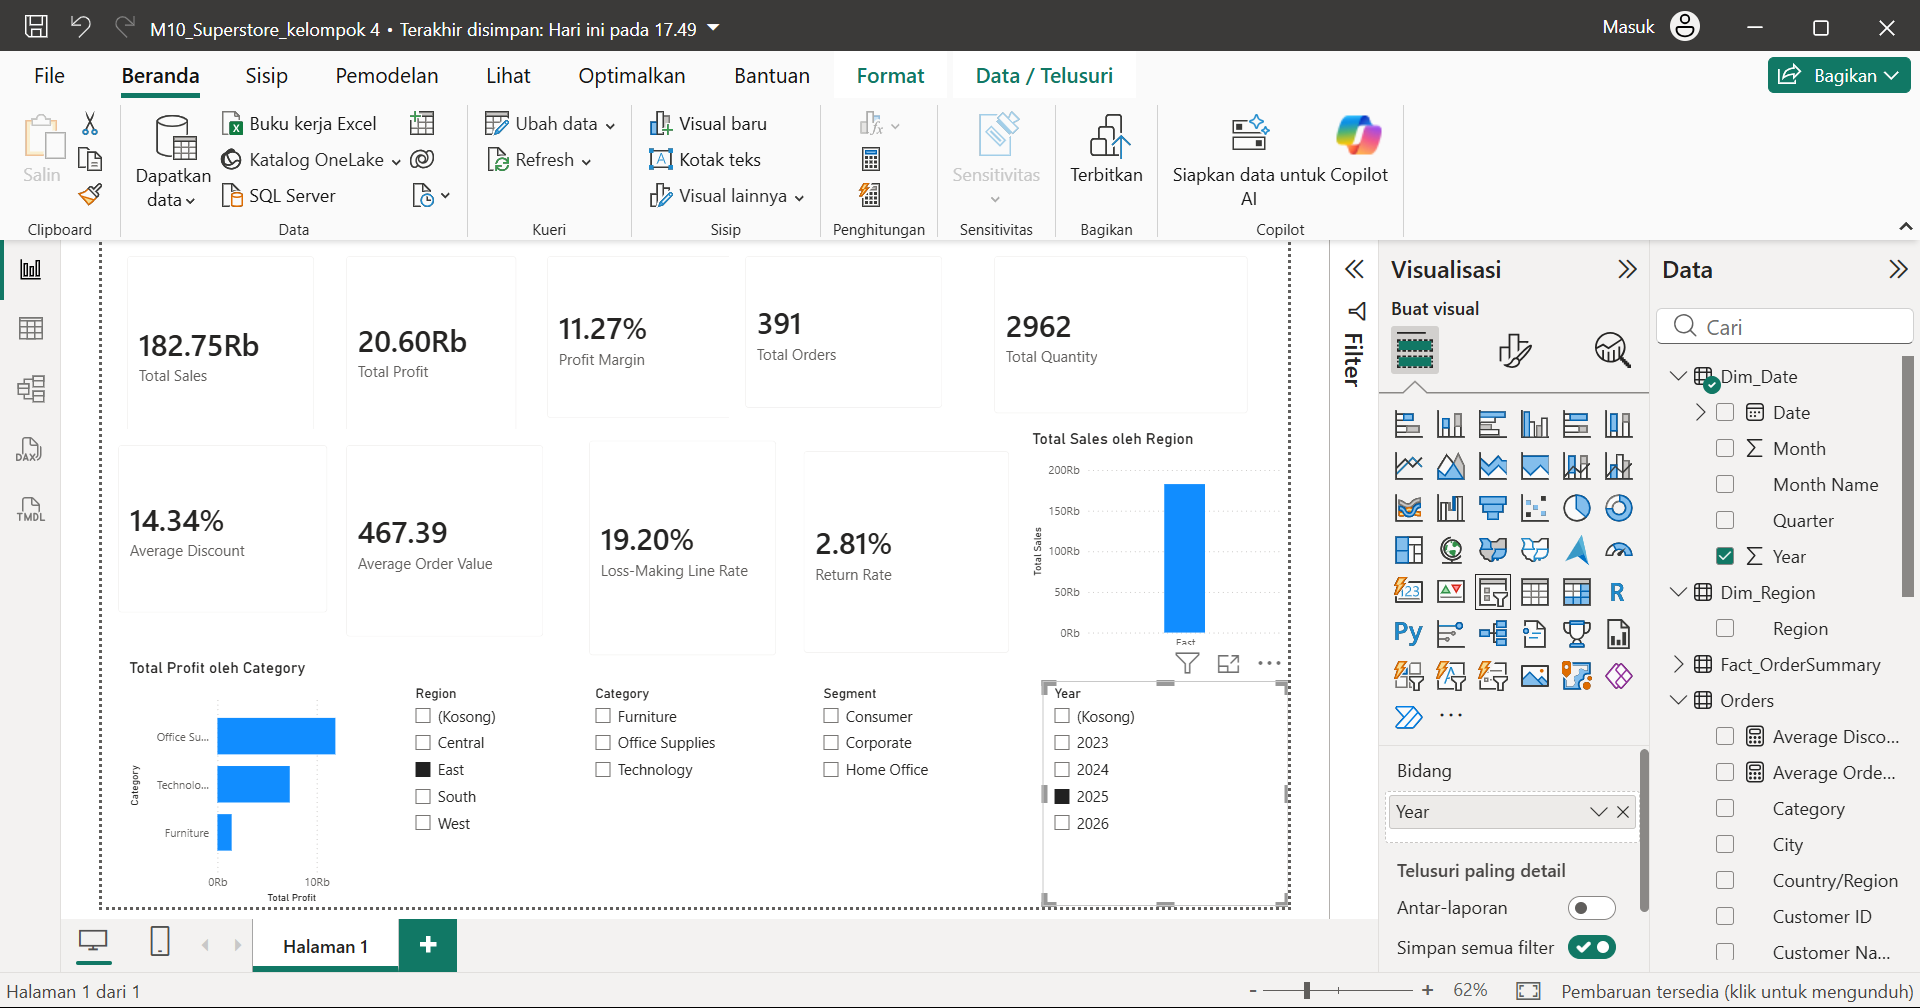 M10_Superstore_kelompok 4 • Terakhir disimpan: Hari ini pada 17.49
Masuk
File
Beranda
Sisip
Pemodelan
Lihat
Optimalkan
Bantuan
Format
Data / Telusuri
Bagikan
Salin
Clipboard
Dapatkan
data
Buku kerja Excel
Katalog OneLake
SQL Server
Data
Ubah data
Refresh
Kueri
Visual baru
Kotak teks
Visual lainnya
Sisip
Penghitungan
Sensitivitas
Sensitivitas
Terbitkan
Bagikan
Siapkan data untuk
AI
Copilot
Copilot
DAX
TMDL
182.75Rb
Total Sales
20.60Rb
Total Profit
11.27%
Profit Margin
391
Total Orders
2962
Total Quantity
14.34%
Average Discount
467.39
Average Order Value
19.20%
Loss-Making Line Rate
2.81%
Return Rate
Total Sales oleh Region
Total Sales
200Rb
150Rb
100Rb
50Rb
0Rb
East
Total Profit oleh Category
Category
Office Su...
Technolo...
Furniture
0Rb
10Rb
Total Profit
Region
(Kosong)
Central
East
South
West
Category
Furniture
Office Supplies
Technology
Segment
Consumer
Corporate
Home Office
Year
(Kosong)
2023
2024
2025
2026
Filter
Visualisasi
Buat visual
123
R
Py
Bidang
Year
Telusuri paling detail
Antar-laporan
Simpan semua filter
Data
Cari
Dim_Date
Date
Month
Month Name
Quarter
Year
Dim_Region
Region
Fact_OrderSummary
Orders
Average Disco...
Average Orde...
Category
City
Country/Region
Customer ID
Customer Na...
Halaman 1
Halaman 1 dari 1
62%
Pembaruan tersedia (klik untuk mengunduh)